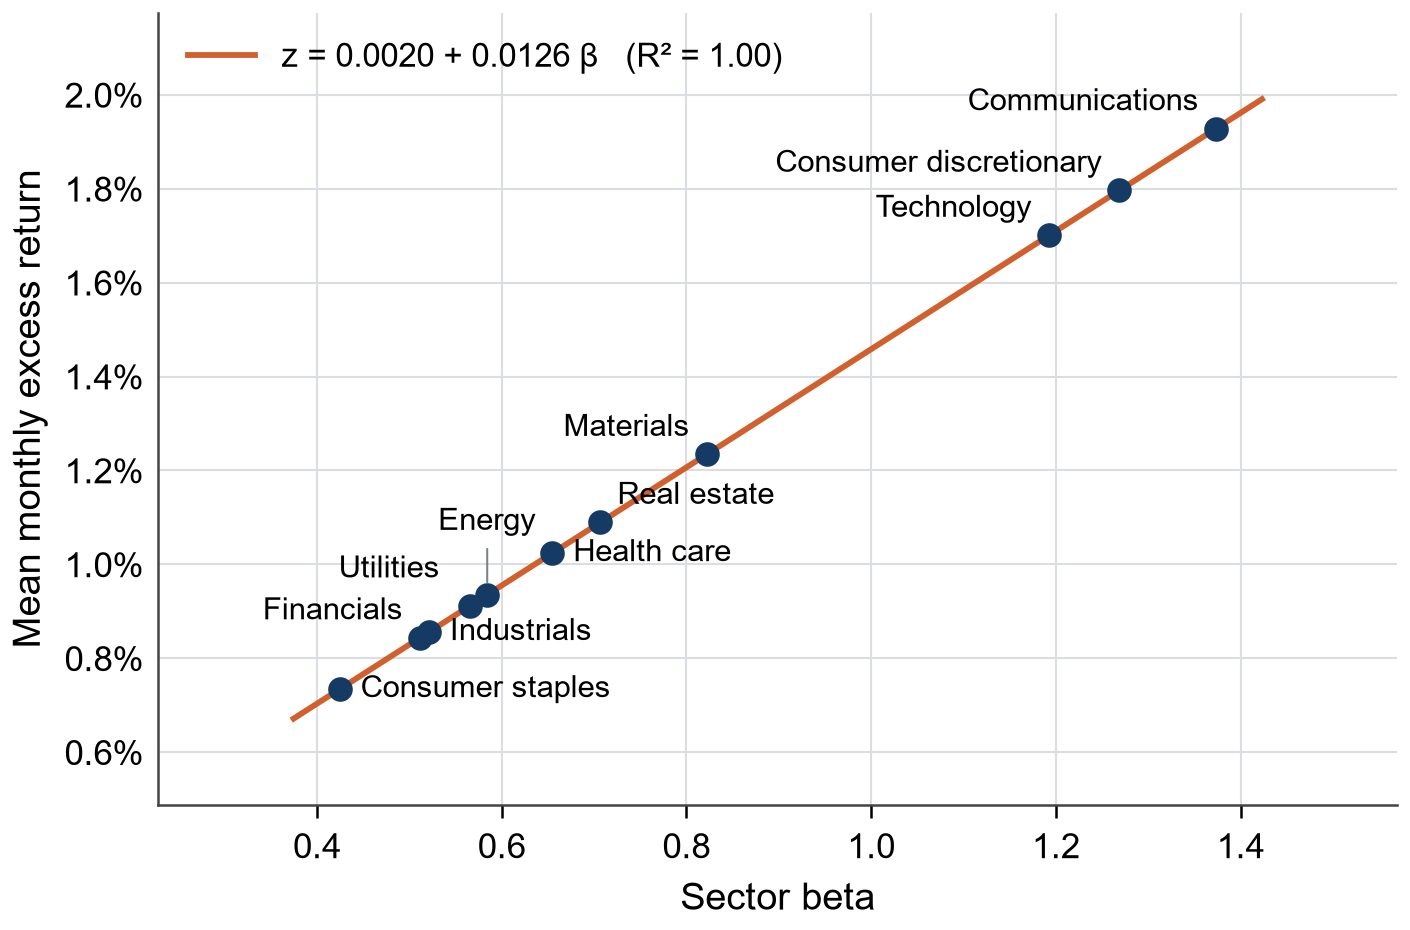 z = 0.0020 + 0.0126 β (R² = 1.00)
2.0%
1.8%
1.6%
1.4%
1.2%
1.0%
0.8%
0.6%
Mean monthly excess return
Communications
Consumer discretionary
Technology
Materials
Real estate
Energy
Health care
Utilities
Financials
Industrials
Consumer staples
0.4 0.6 0.8 1.0 1.2 1.4
Sector beta